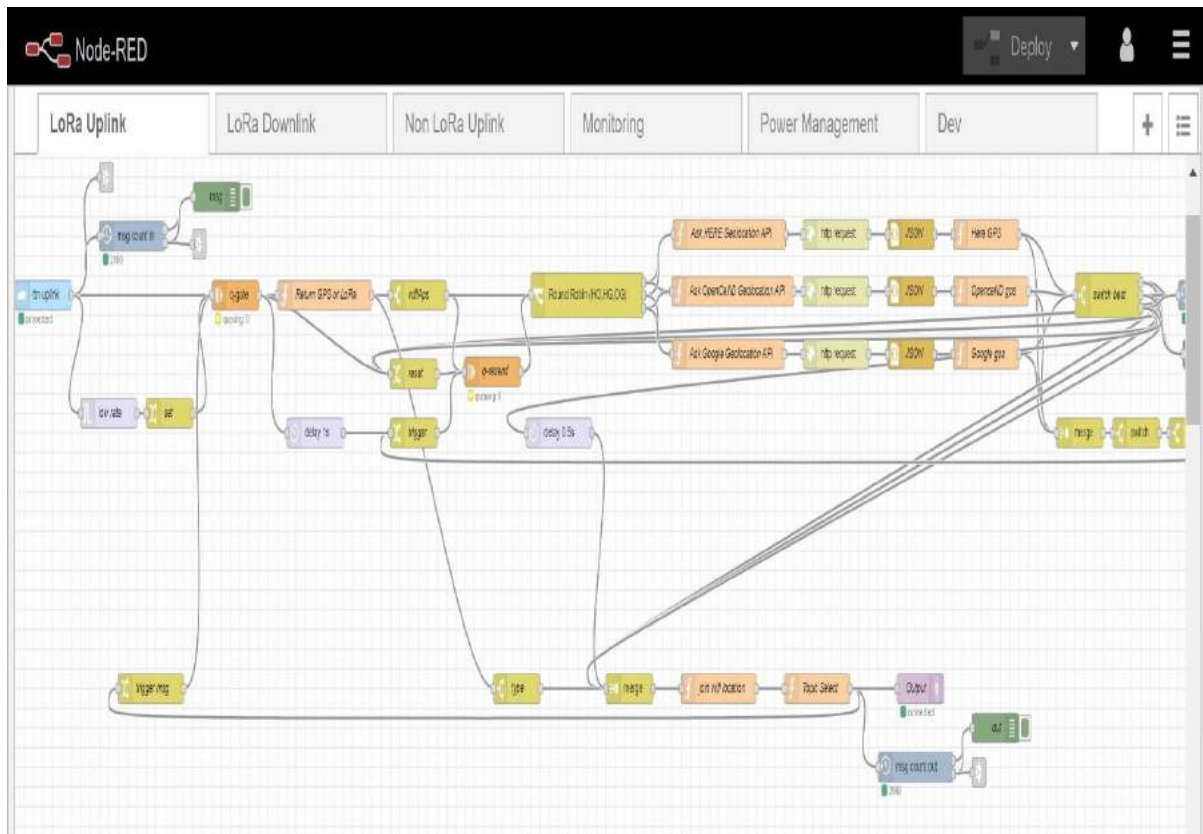 Node-RED
Deploy
LoRa Uplink
LoRa Downlink
Non LoRa Uplink
Monitoring
Power Management
Dev
msg
msg count in
ttn uplink
connected
q-gate
queuing: 0
Return GPS or LoRa
Round Robin (HO,HG,OG)
Ask HERE Geolocation API
http request
JSON
Here GPS
Ask OpenCellID Geolocation API
http request
JSON
Ask Google Geolocation API
http request
JSON
Google gps
switch best
reset
q-resend
low rate
set
delay 1s
trigger
delay 0.5s
merge
switch
trigger msg
type
merge
Topic Select
Output
connected
out
msg count out